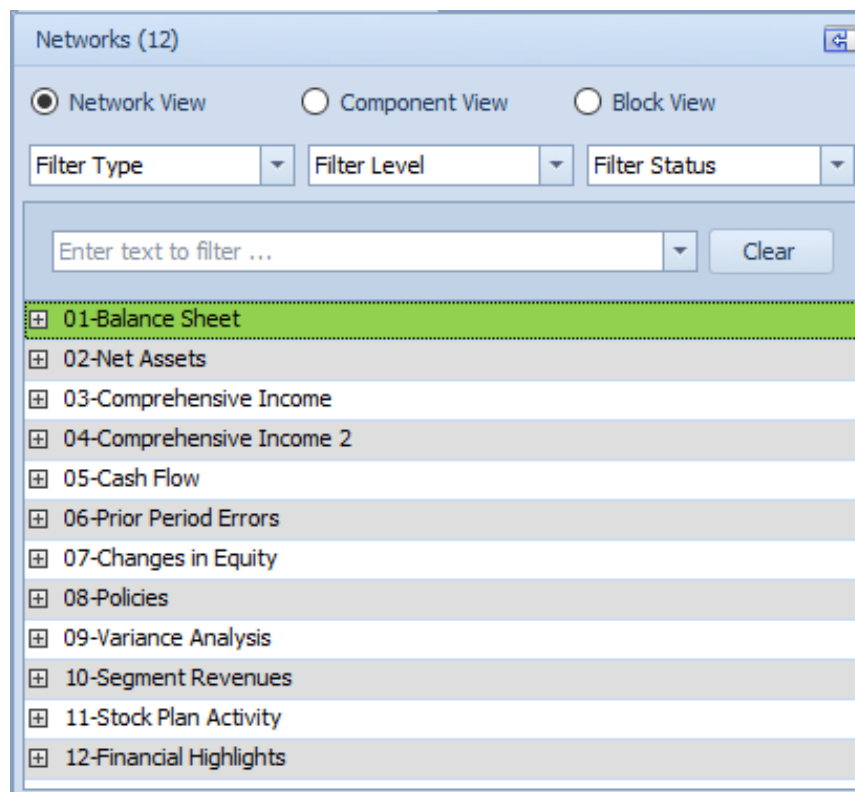 Networks (12)
Network View Component View Block View
Filter Type Filter Level Filter Status
Enter text to filter ... Clear
01-Balance Sheet
02-Net Assets
03-Comprehensive Income
04-Comprehensive Income 2
05-Cash Flow
06-Prior Period Errors
07-Changes in Equity
08-Policies
09-Variance Analysis
10-Segment Revenues
11-Stock Plan Activity
12-Financial Highlights